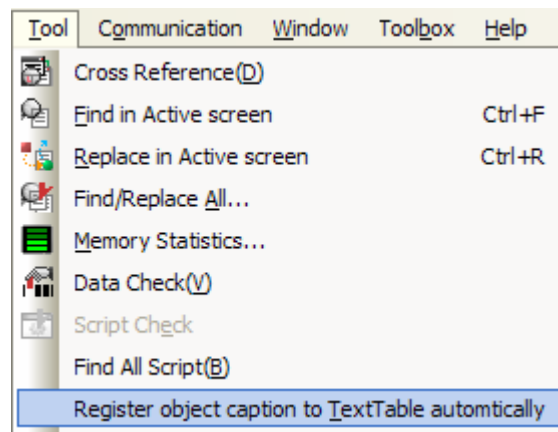 Tool Communication Window Toolbox Help
Cross Reference(D)
Find in Active screen Ctrl+F
Replace in Active screen Ctrl+R
Find/Replace All...
Memory Statistics...
Data Check(V)
Script Check
Find All Script(B)
Register object caption to TextTable automtically